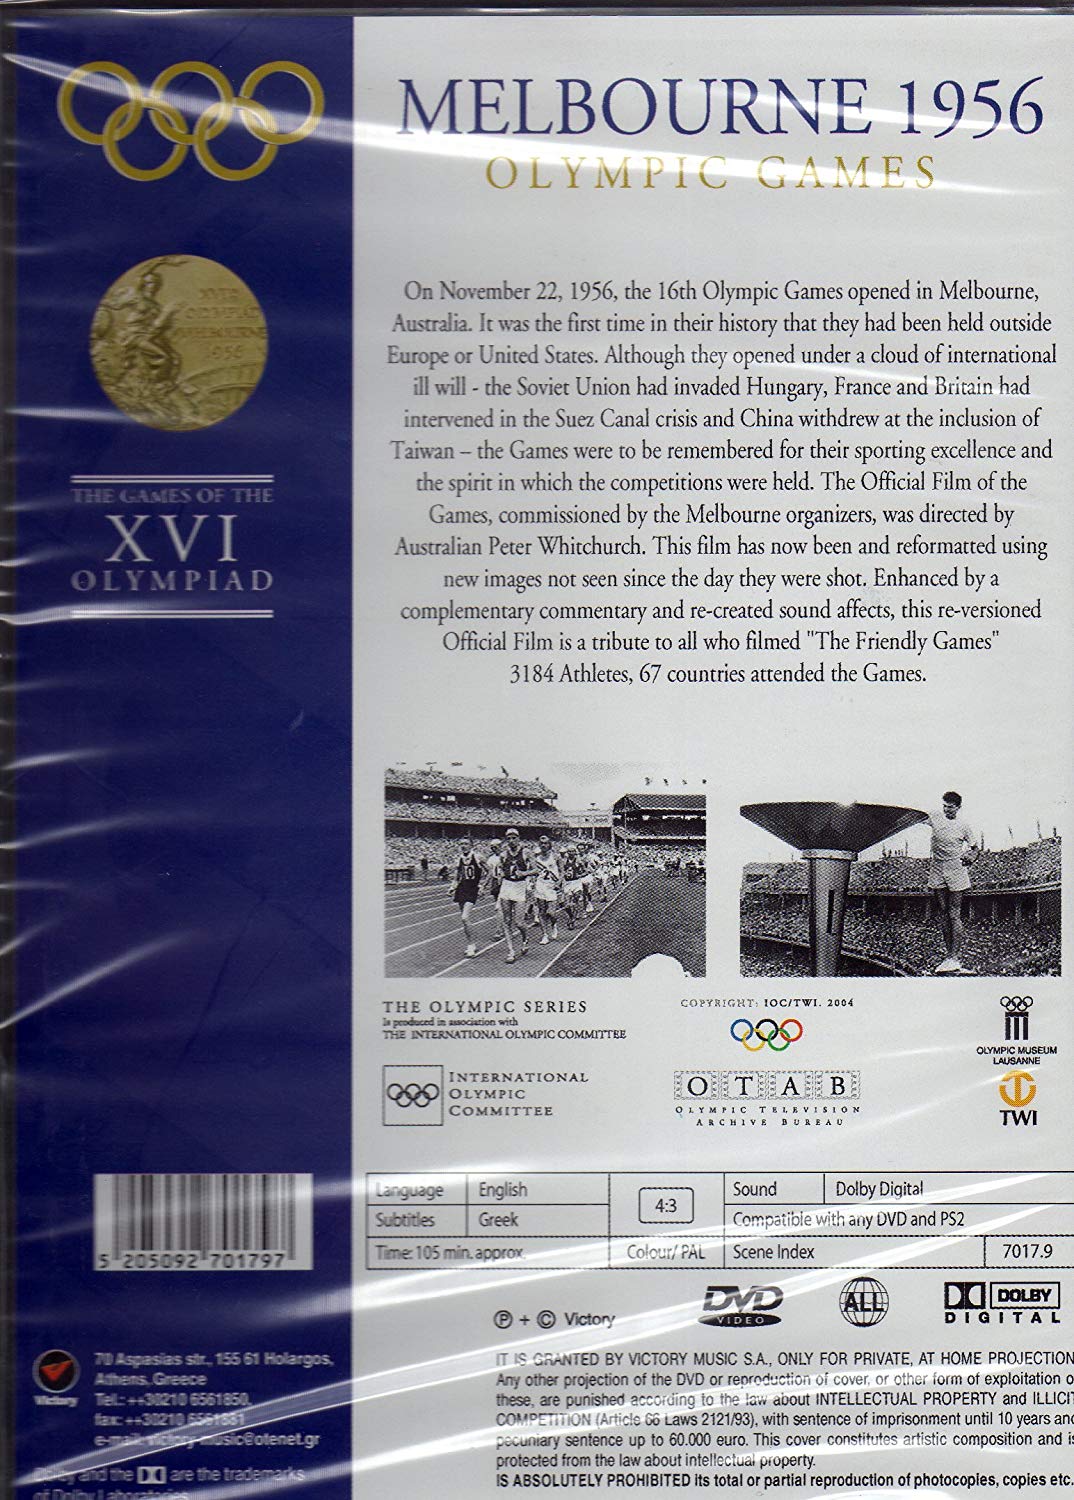 MELBOURNE 1956
OLYMPIC GAMES
XVITH
OLYMPIAD
MELBOURNE
1956
THE GAMES OF THE
XVI
OLYMPIAD
On November 22, 1956, the 16th Olympic Games opened in Melbourne,
Australia. It was the first time in their history that they had been held outside
Europe or United States. Although they opened under a cloud of international
ill will - the Soviet Union had invaded Hungary, France and Britain had
intervened in the Suez Canal crisis and China withdrew at the inclusion of
Taiwan – the Games were to be remembered for their sporting excellence and
the spirit in which the competitions were held. The Official Film of the
Games, commissioned by the Melbourne organizers, was directed by
Australian Peter Whitchurch. This film has now been and reformatted using
new images not seen since the day they were shot. Enhanced by a
complementary commentary and re-created sound affects, this re-versioned
Official Film is a tribute to all who filmed "The Friendly Games"
3184 Athletes, 67 countries attended the Games.
THE OLYMPIC SERIES
Is produced in association with
THE INTERNATIONAL OLYMPIC COMMITTEE
INTERNATIONAL
OLYMPIC
COMMITTEE
COPYRIGHT: IOC/TWI. 2004
OTAB
OLYMPIC TELEVISION
ARCHIVE BUREAU
OLYMPIC MUSEUM
LAUSANNE
TWI
Language English
Subtitles Greek
Time: 105 min. approx.
4:3
Colour/ PAL
Sound Dolby Digital
Compatible with any DVD and PS2
Scene Index 7017.9
5 205092 701797
℗ + © Victory
DVD
VIDEO
ALL
DOLBY
DIGITAL
Victory
70 Aspasias str., 155 61 Holargos,
Athens, Greece
Tel.: ++30210 6561850,
fax: ++30210 6561881
e-mail: victory-music@otenet.gr
Dolby and the are the trademarks
of Dolby Laboratories
IT IS GRANTED BY VICTORY MUSIC S.A., ONLY FOR PRIVATE, AT HOME PROJECTION
Any other projection of the DVD or reproduction of cover, or other form of exploitation o
these, are punished according to the law about INTELLECTUAL PROPERTY and ILLICIT
COMPETITION (Article 66 Laws 2121/93), with sentence of imprisonment until 10 years and
pecuniary sentence up to 60.000 euro. This cover constitutes artistic composition and is
protected from the law about intellectual property.
IS ABSOLUTELY PROHIBITED its total or partial reproduction of photocopies, copies etc.